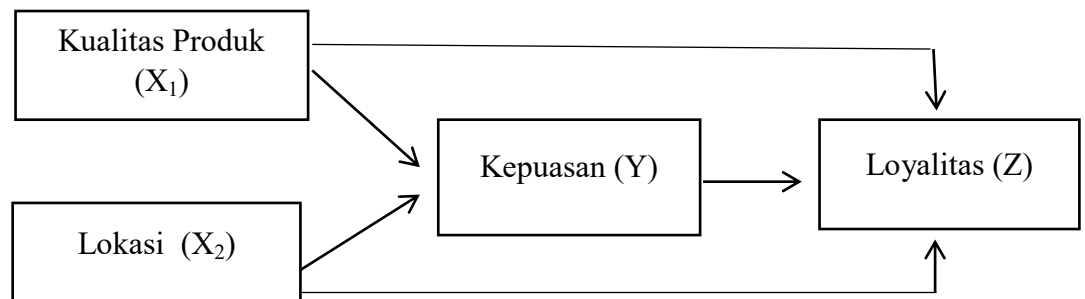 Kualitas Produk
(X₁)
Kepuasan (Y)
Loyalitas (Z)
Lokasi (X₂)